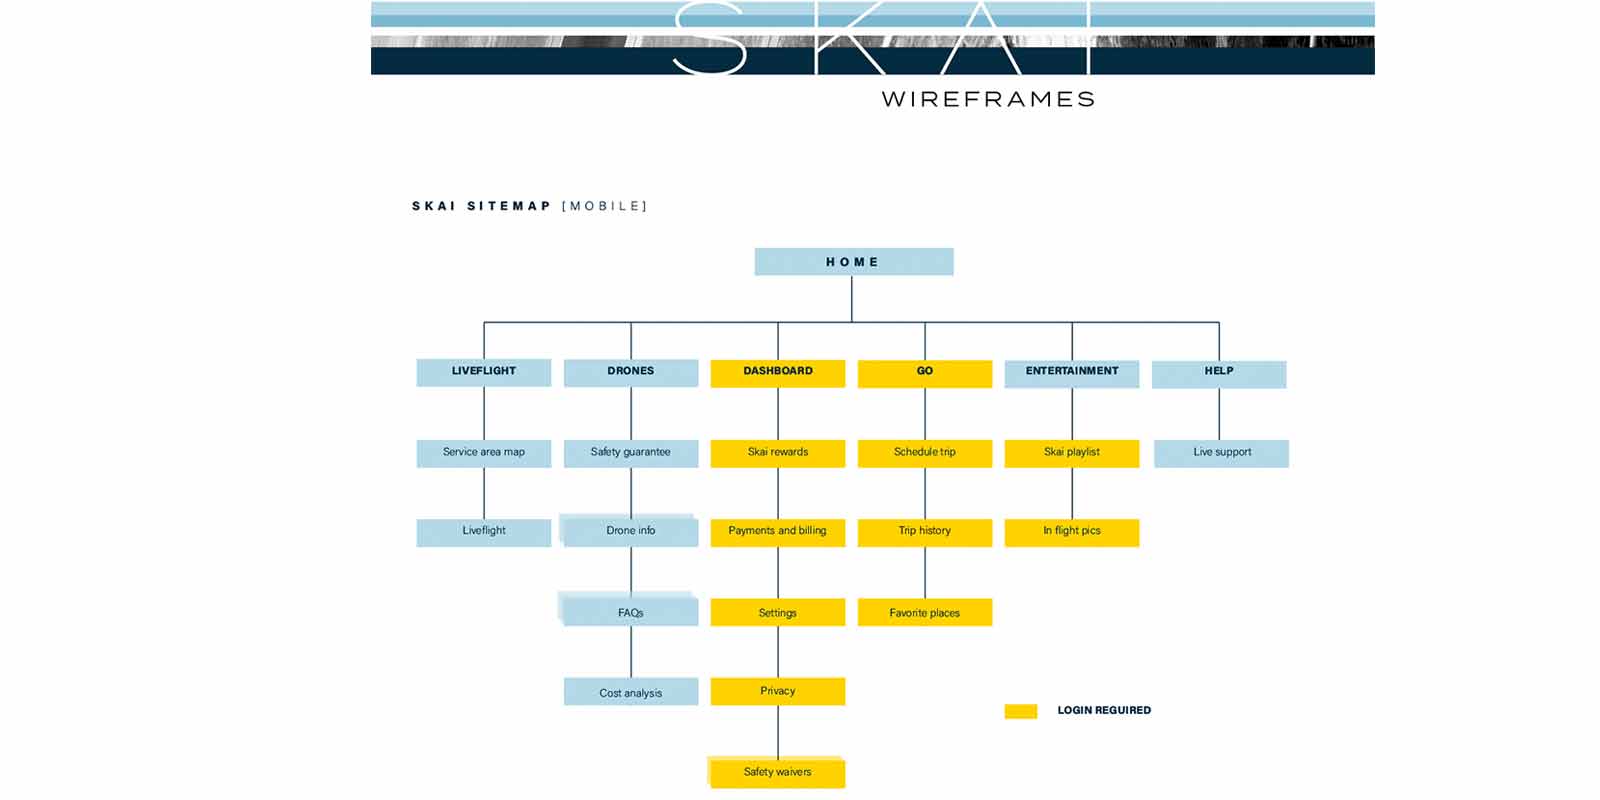 SKAI
WIREFRAMES
SKAI SITEMAP [MOBILE]
HOME
LIVEFLIGHT
DRONES
DASHBOARD
GO
ENTERTAINMENT
HELP
Service area map
Safety guarantee
Skai rewards
Schedule trip
Skai playlist
Live support
Liveflight
Drone info
Payments and billing
Trip history
In flight pics
FAQs
Settings
Favorite places
Cost analysis
Privacy
LOGIN REGUIRED
Safety waivers